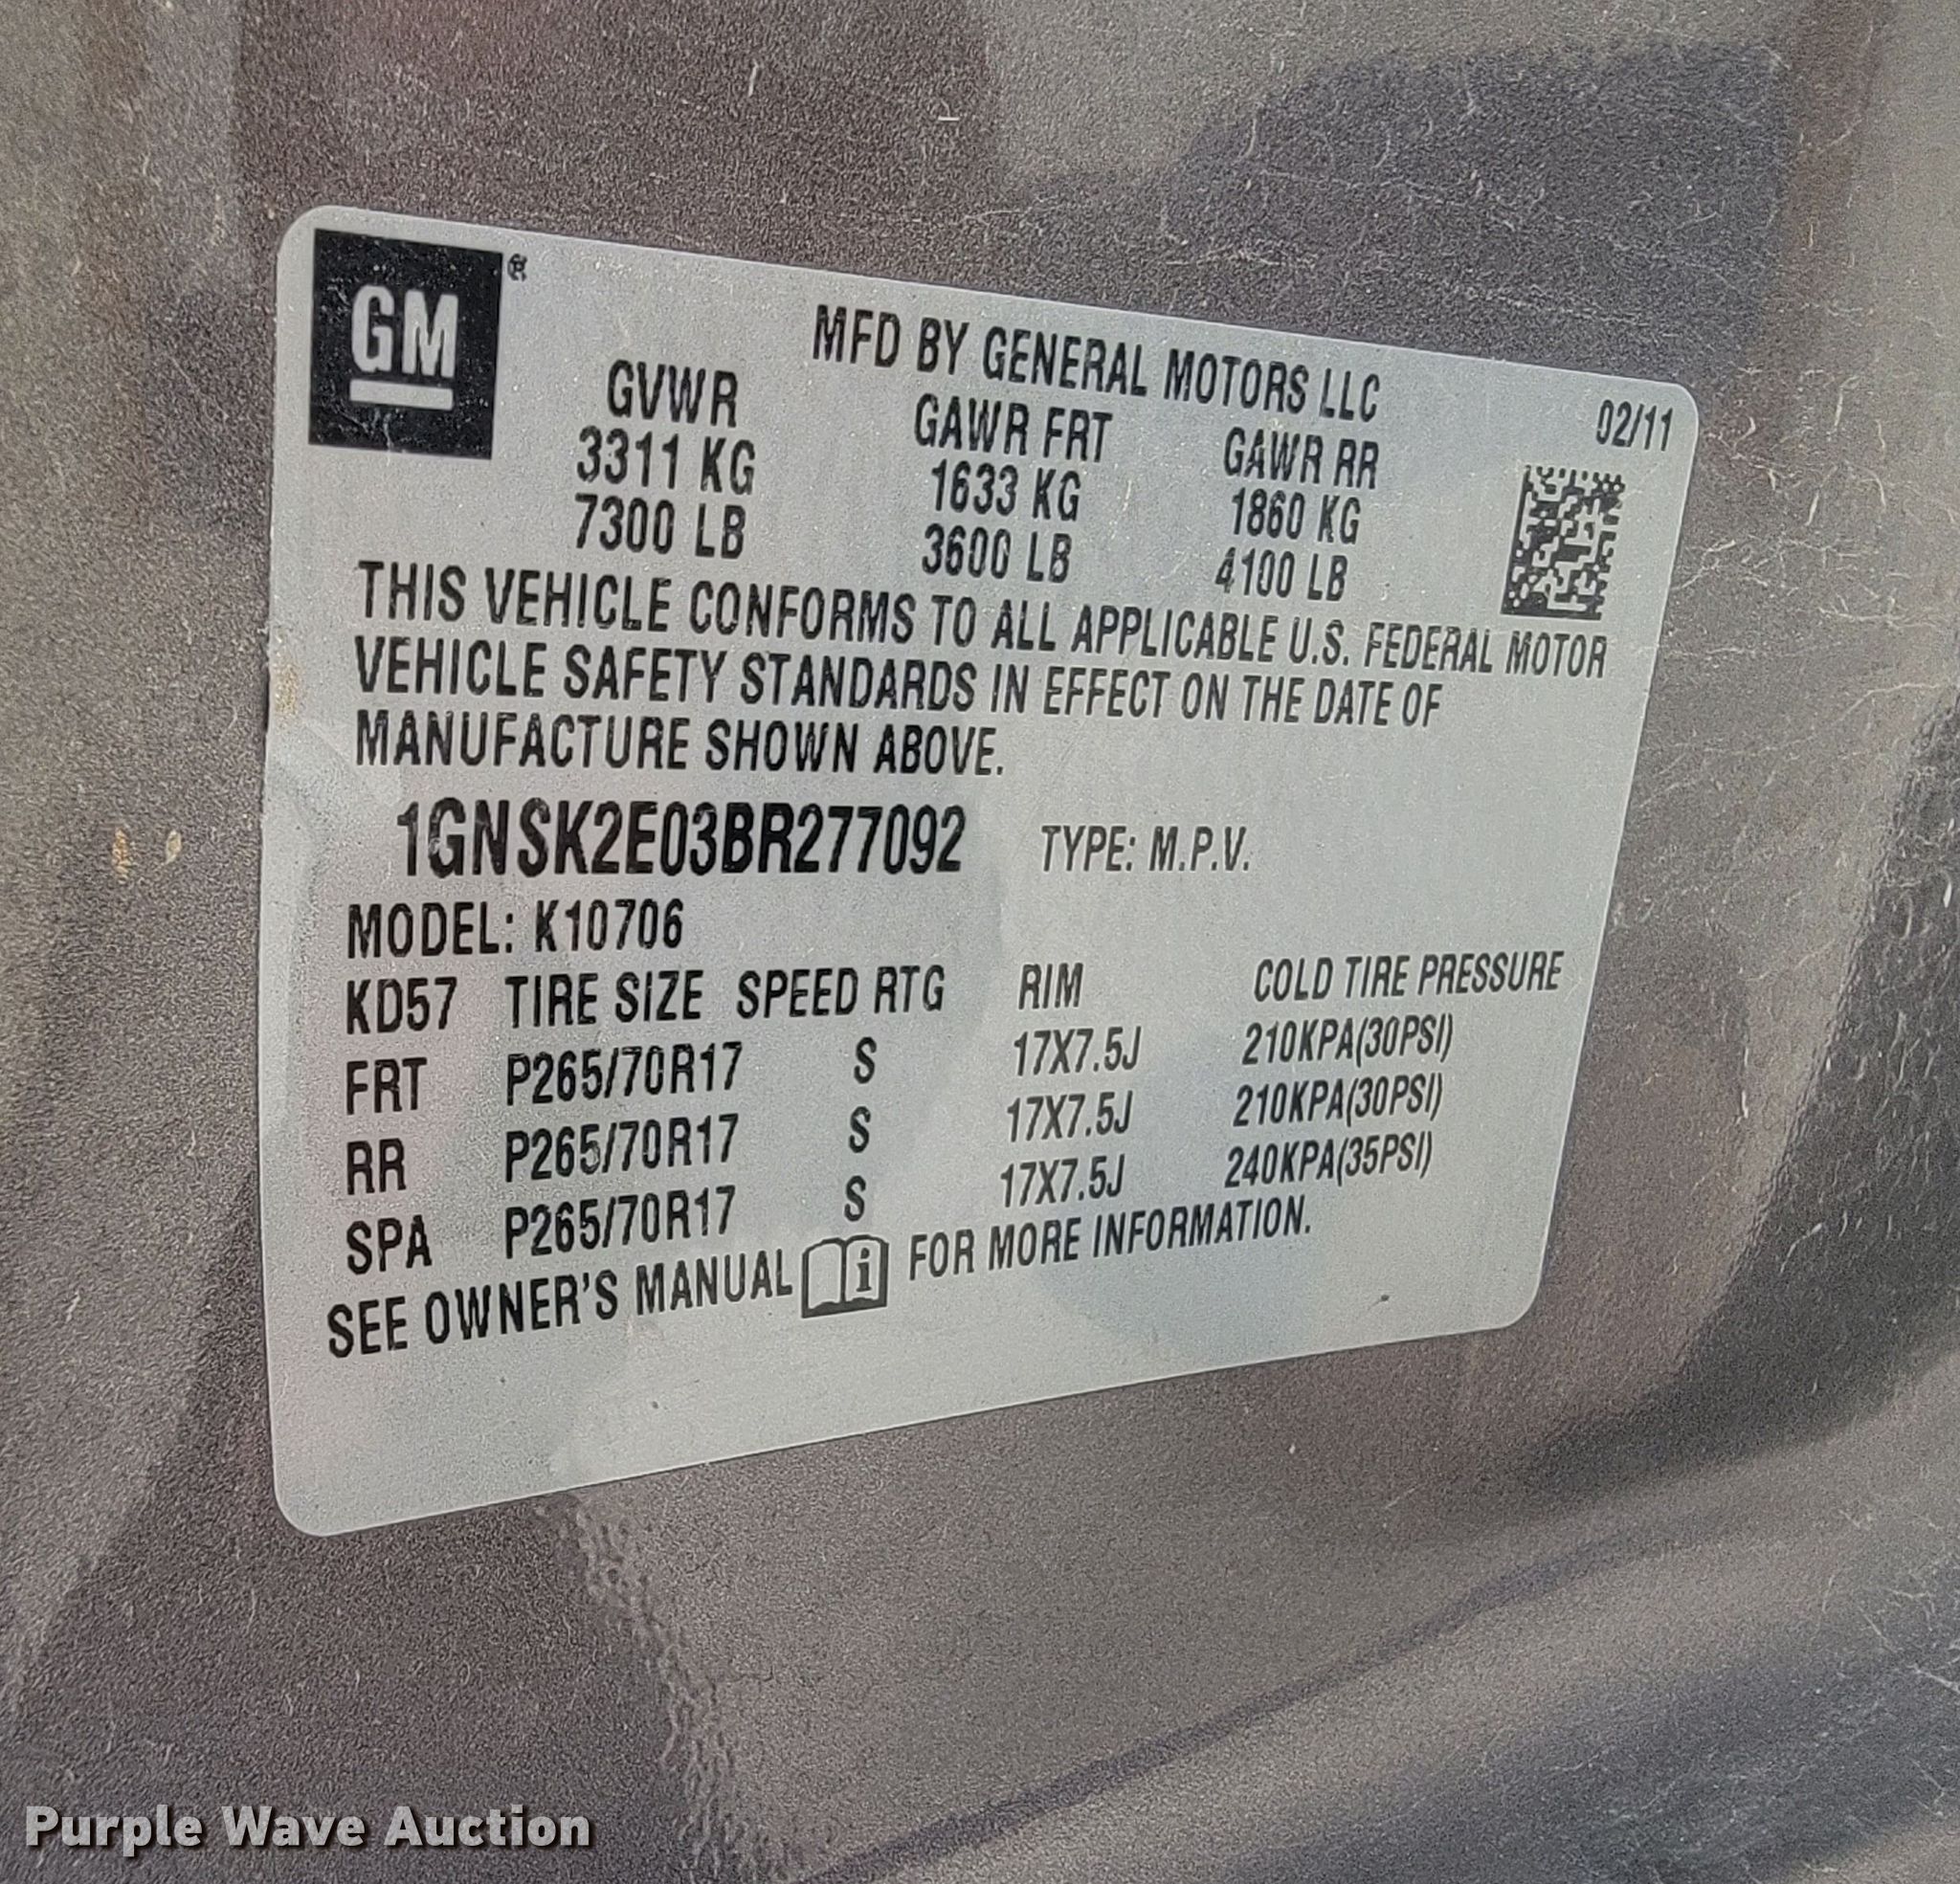 GM ®
MFD BY GENERAL MOTORS LLC
02/11
GVWR GAWR FRT GAWR RR
3311 KG 1633 KG 1860 KG
7300 LB 3600 LB 4100 LB
THIS VEHICLE CONFORMS TO ALL APPLICABLE U.S. FEDERAL MOTOR
VEHICLE SAFETY STANDARDS IN EFFECT ON THE DATE OF
MANUFACTURE SHOWN ABOVE.
1GNSK2E03BR277092 TYPE: M.P.V.
MODEL: K10706
KD57 TIRE SIZE SPEED RTG RIM COLD TIRE PRESSURE
FRT P265/70R17 S 17X7.5J 210KPA(30PSI)
RR P265/70R17 S 17X7.5J 210KPA(30PSI)
SPA P265/70R17 S 17X7.5J 240KPA(35PSI)
SEE OWNER'S MANUAL i FOR MORE INFORMATION.
Purple Wave Auction